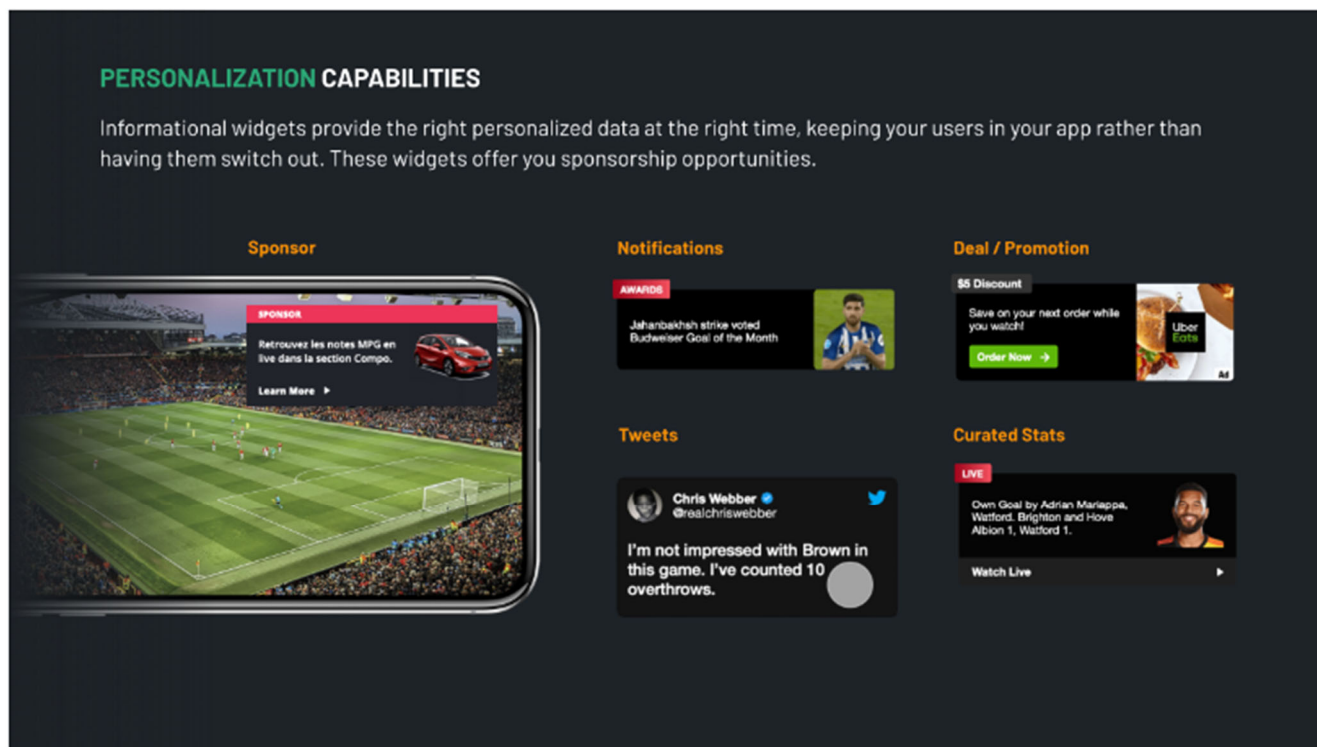 PERSONALIZATION CAPABILITIES
Informational widgets provide the right personalized data at the right time, keeping your users in your app rather than
having them switch out. These widgets offer you sponsorship opportunities.
Sponsor
SPONSOR
Retrouvez les notes MPG en
live dans la section Compo.
Learn More
Notifications
AWARDS
Jahanbakhsh strike voted
Budweiser Goal of the Month
Deal / Promotion
$5 Discount
Save on your next order while
you watch!
Order Now
Uber
Eats
Ad
Tweets
Chris Webber
@realchriswebber
I'm not impressed with Brown in
this game. I've counted 10
overthrows.
Curated Stats
LIVE
Own Goal by Adrian Mariappa,
Watford. Brighton and Hove
Albion 1, Watford 1.
Watch Live